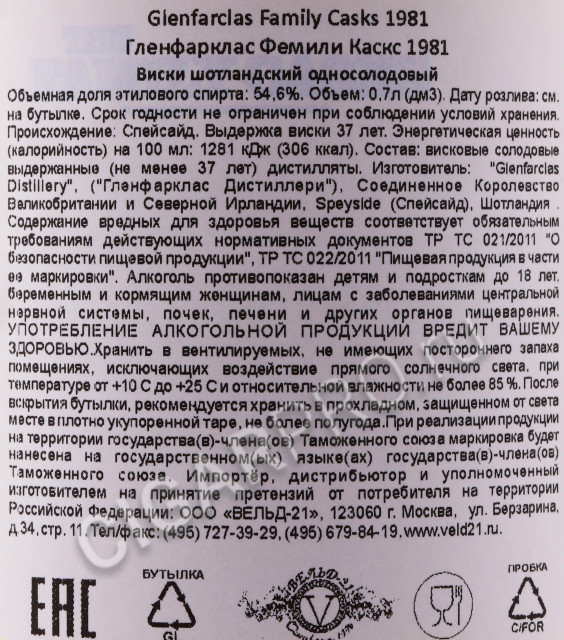 Glenfarclas Family Casks 1981
Гленфарклас Фемили Каскс 1981
Виски шотландский односолодовый
Объемная доля этилового спирта: 54,6%. Объем: 0,7л (дм3). Дату розлива: см.
на бутылке. Срок годности не ограничен при соблюдении условий хранения.
Происхождение: Спейсайд. Выдержка виски 37 лет. Энергетическая ценность
(калорийность) на 100 мл: 1281 кДж (306 ккал). Состав: висковые солодовые
выдержанные (не менее 37 лет) дистилляты. Изготовитель: "Glenfarclas
Distillery", ("Гленфарклас Дистиллери"), Соединенное Королевство
Великобритании и Северной Ирландии, Speyside (Спейсайд), Шотландия .
Содержание вредных для здоровья веществ соответствует обязательным
требованиям действующих нормативных документов ТР ТС 021/2011 "О
безопасности пищевой продукции", ТР ТС 022/2011 "Пищевая продукция в части
ее маркировки". Алкоголь противопоказан детям и подросткам до 18 лет,
беременным и кормящим женщинам, лицам с заболеваниями центральной
нервной системы, почек, печени и других органов пищеварения.
УПОТРЕБЛЕНИЕ АЛКОГОЛЬНОЙ ПРОДУКЦИИ ВРЕДИТ ВАШЕМУ
ЗДОРОВЬЮ.Хранить в вентилируемых, не имеющих постороннего запаха
помещениях, исключающих воздействие прямого солнечного света, при
температуре от +10 С до +25 С и относительной влажности не более 85 %. После
вскрытия бутылки, рекомендуется хранить в прохладном, защищенном от света
месте в плотно укупоренной таре, не более полугода.При реализации продукции
на территории государства(в)-члена(ов) Таможенного союза маркировка будет
нанесена на государственном(ых) языке(ах) государства(в)-члена(ов)
Таможенного союза. Импортёр, дистрибьютор и уполномоченный
изготовителем на принятие претензий от потребителя на территории
Российской Федерации: ООО «ВЕЛЬД-21», 123060 г. Москва, ул. Берзарина,
д 34, стр. 11. Тел/факс: (495) 727-39-29, (495) 679-84-19, www.veld21.ru.
CIGARPRO.ru
EAC
БУТЫЛКА
Gl
ВЕЛЬД-21
V
ПРОБКА
C/FOR